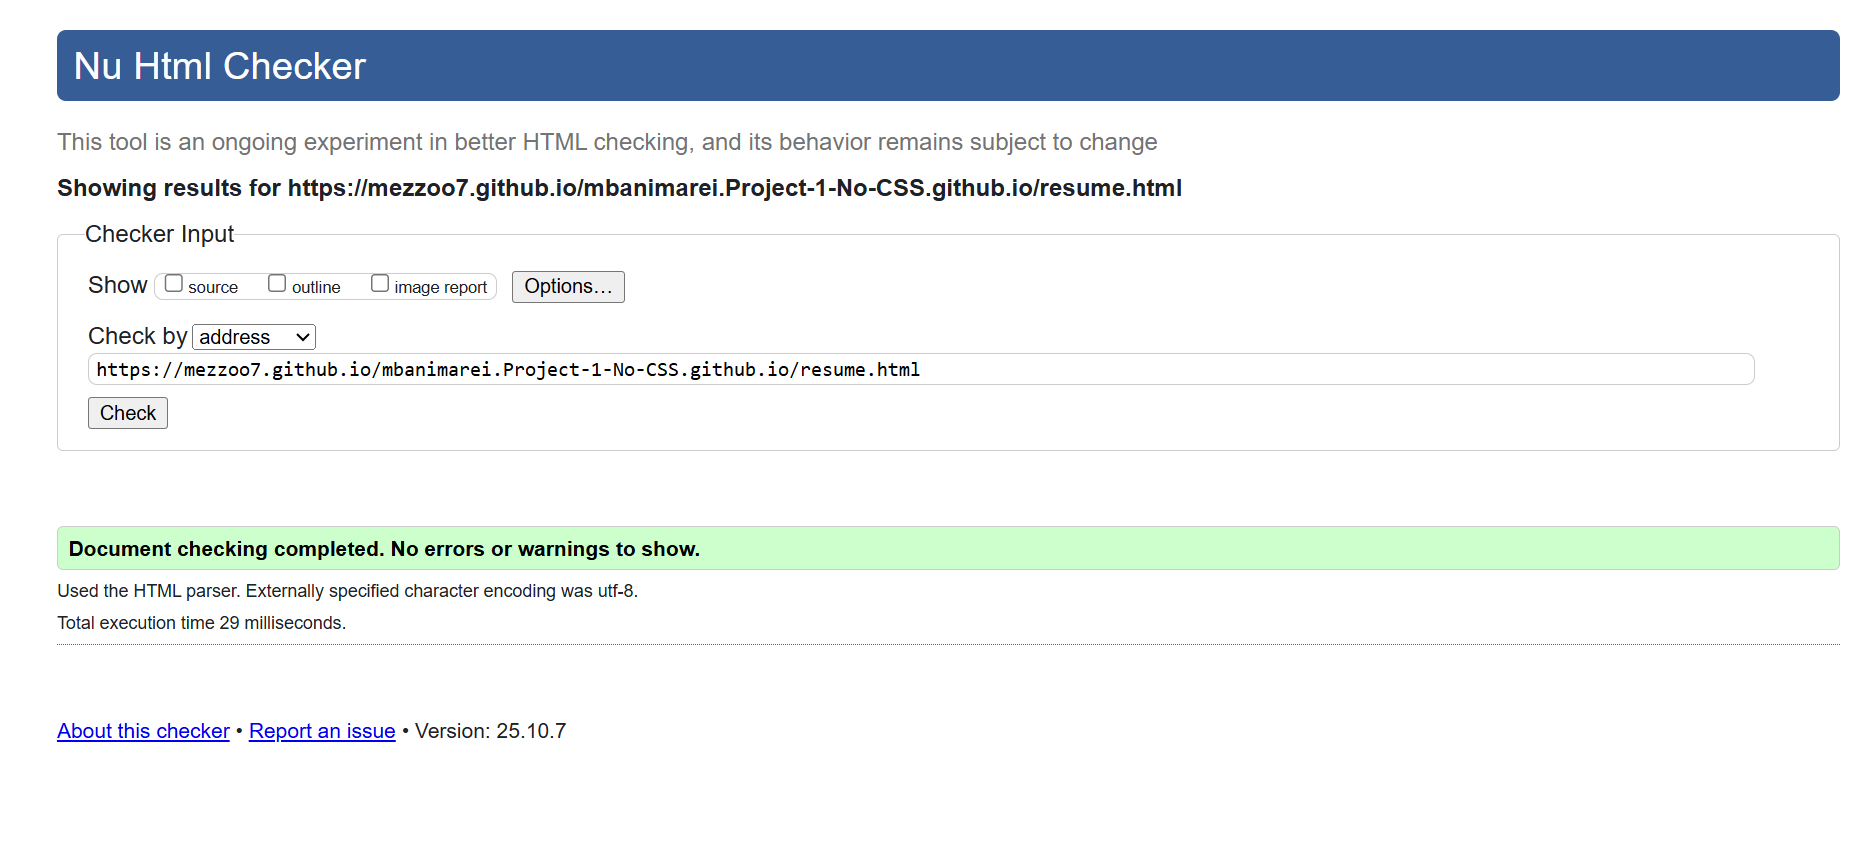 Nu Html Checker
This tool is an ongoing experiment in better HTML checking, and its behavior remains subject to change
Showing results for https://mezzoo7.github.io/mbanimarei.Project-1-No-CSS.github.io/resume.html
Checker Input
Show source outline image report Options…
Check by address
https://mezzoo7.github.io/mbanimarei.Project-1-No-CSS.github.io/resume.html
Check
Document checking completed. No errors or warnings to show.
Used the HTML parser. Externally specified character encoding was utf-8.
Total execution time 29 milliseconds.
About this checker • Report an issue • Version: 25.10.7